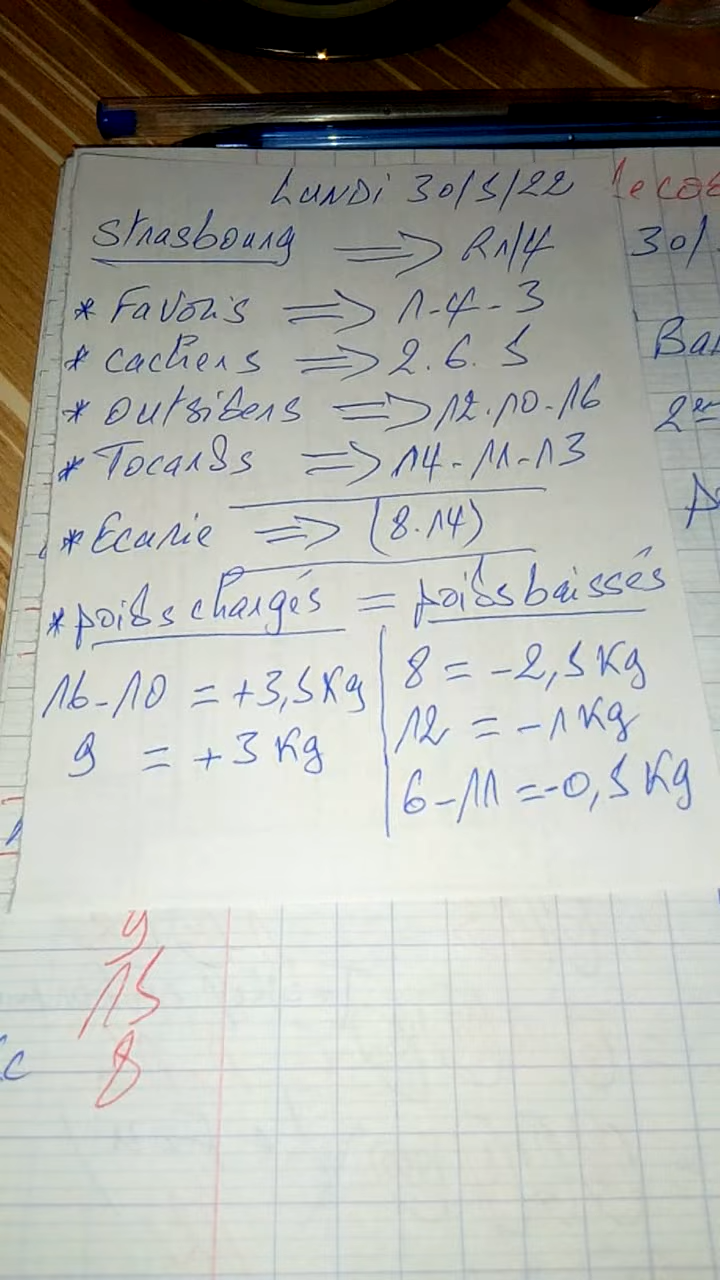 Lundi 30/5/22
Strasbourg ⇒ R1/4
* Favoris ⇒ 1-4-3
* cachers ⇒ 2.6.5
* outsiders ⇒ 12.10-16
* Tocards ⇒ 14-11-13
* Ecurie ⇒ (8.14)
* poids chargés = poids baissés
16-10 = +3,5 Kg
9 = +3 Kg
8 = -2,5 Kg
12 = -1 Kg
6-11 = -0,5 Kg
30/
9
15
8